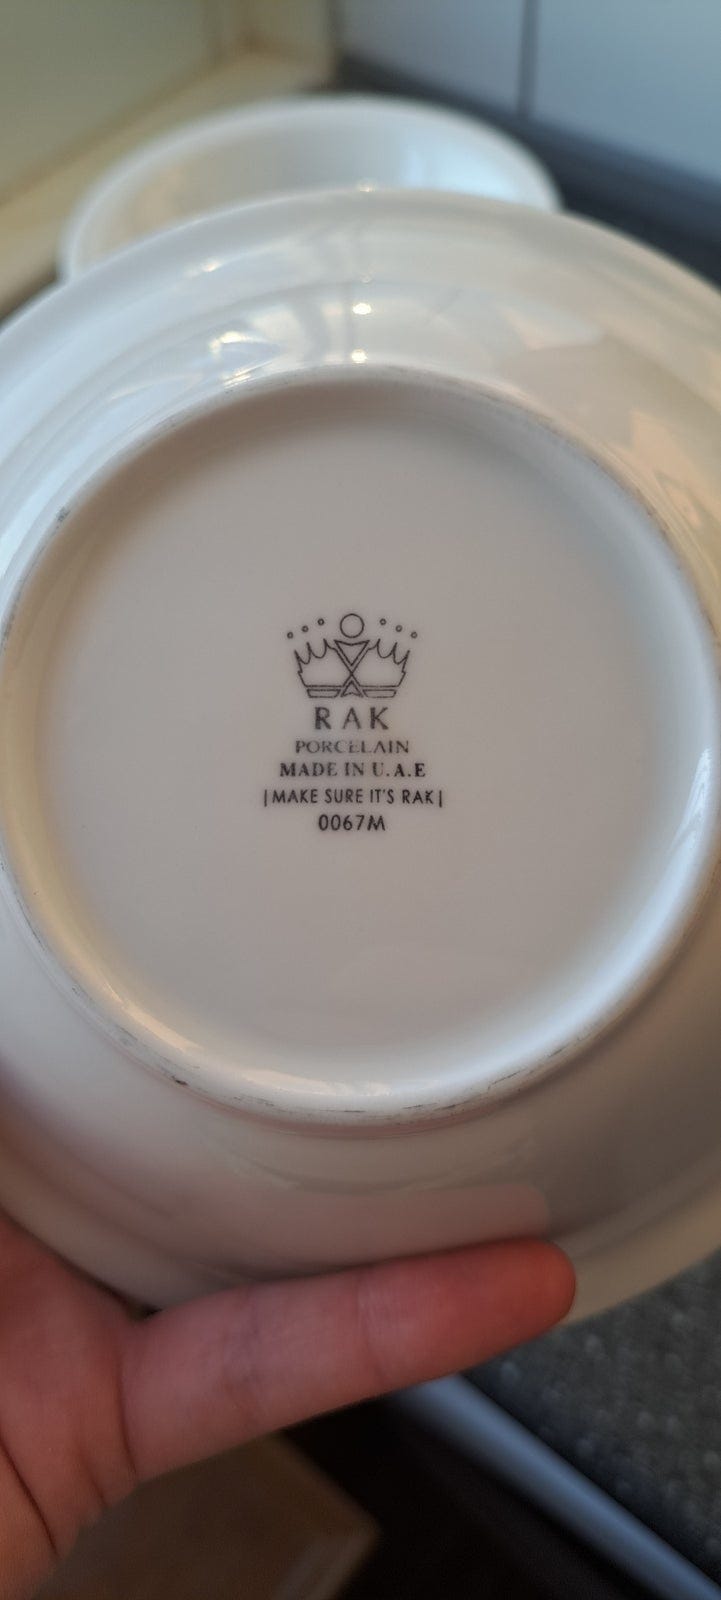 RAK
PORCELAIN
MADE IN U.A.E
|MAKE SURE IT'S RAK|
0067M